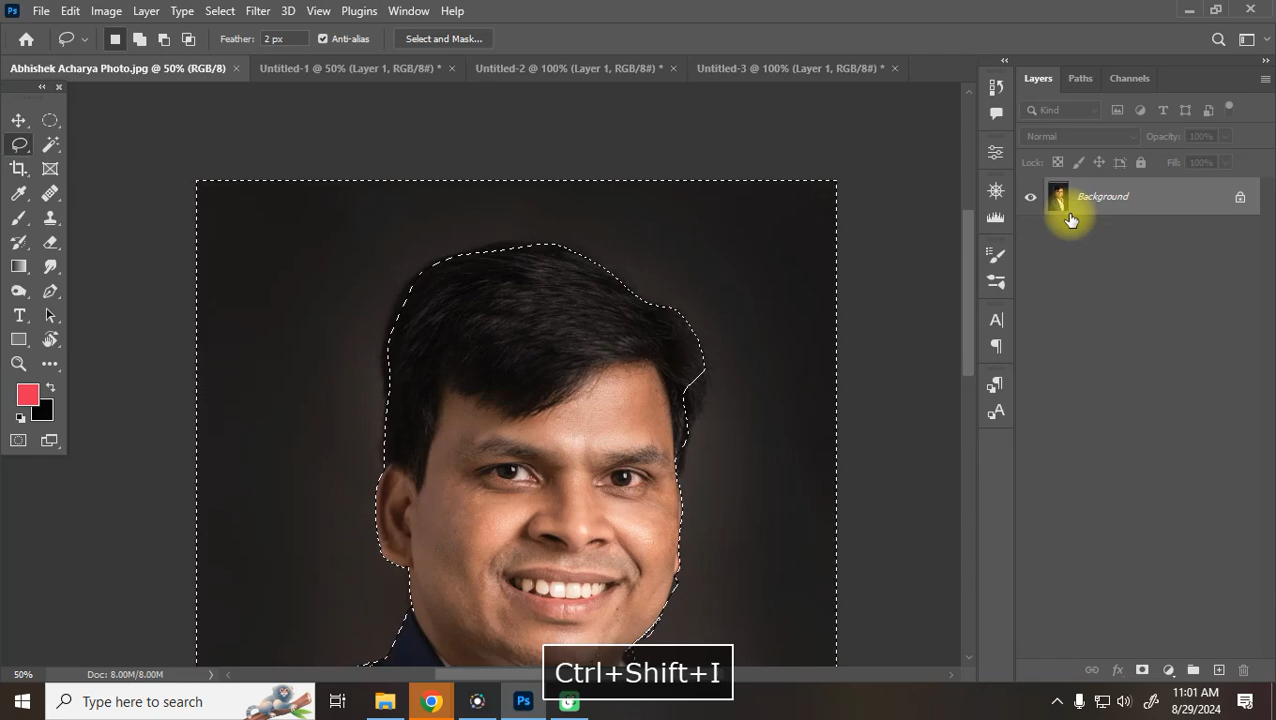 Ps File Edit Image Layer Type Select Filter 3D View Plugins Window Help
Feather: 2 px Anti-alias Select and Mask...
Abhishek Acharya Photo.jpg @ 50% (RGB/8) × Untitled-1 @ 50% (Layer 1, RGB/8#) * × Untitled-2 @ 100% (Layer 1, RGB/8#) * × Untitled-3 @ 100% (Layer 1, RGB/8#) * ×
Layers Paths Channels
Kind
Normal Opacity: 100%
Lock: Fill: 100%
Background
Ctrl+Shift+I
50% Doc: 8.00M/8.00M
Type here to search
Ps
11:01 AM
8/29/2024